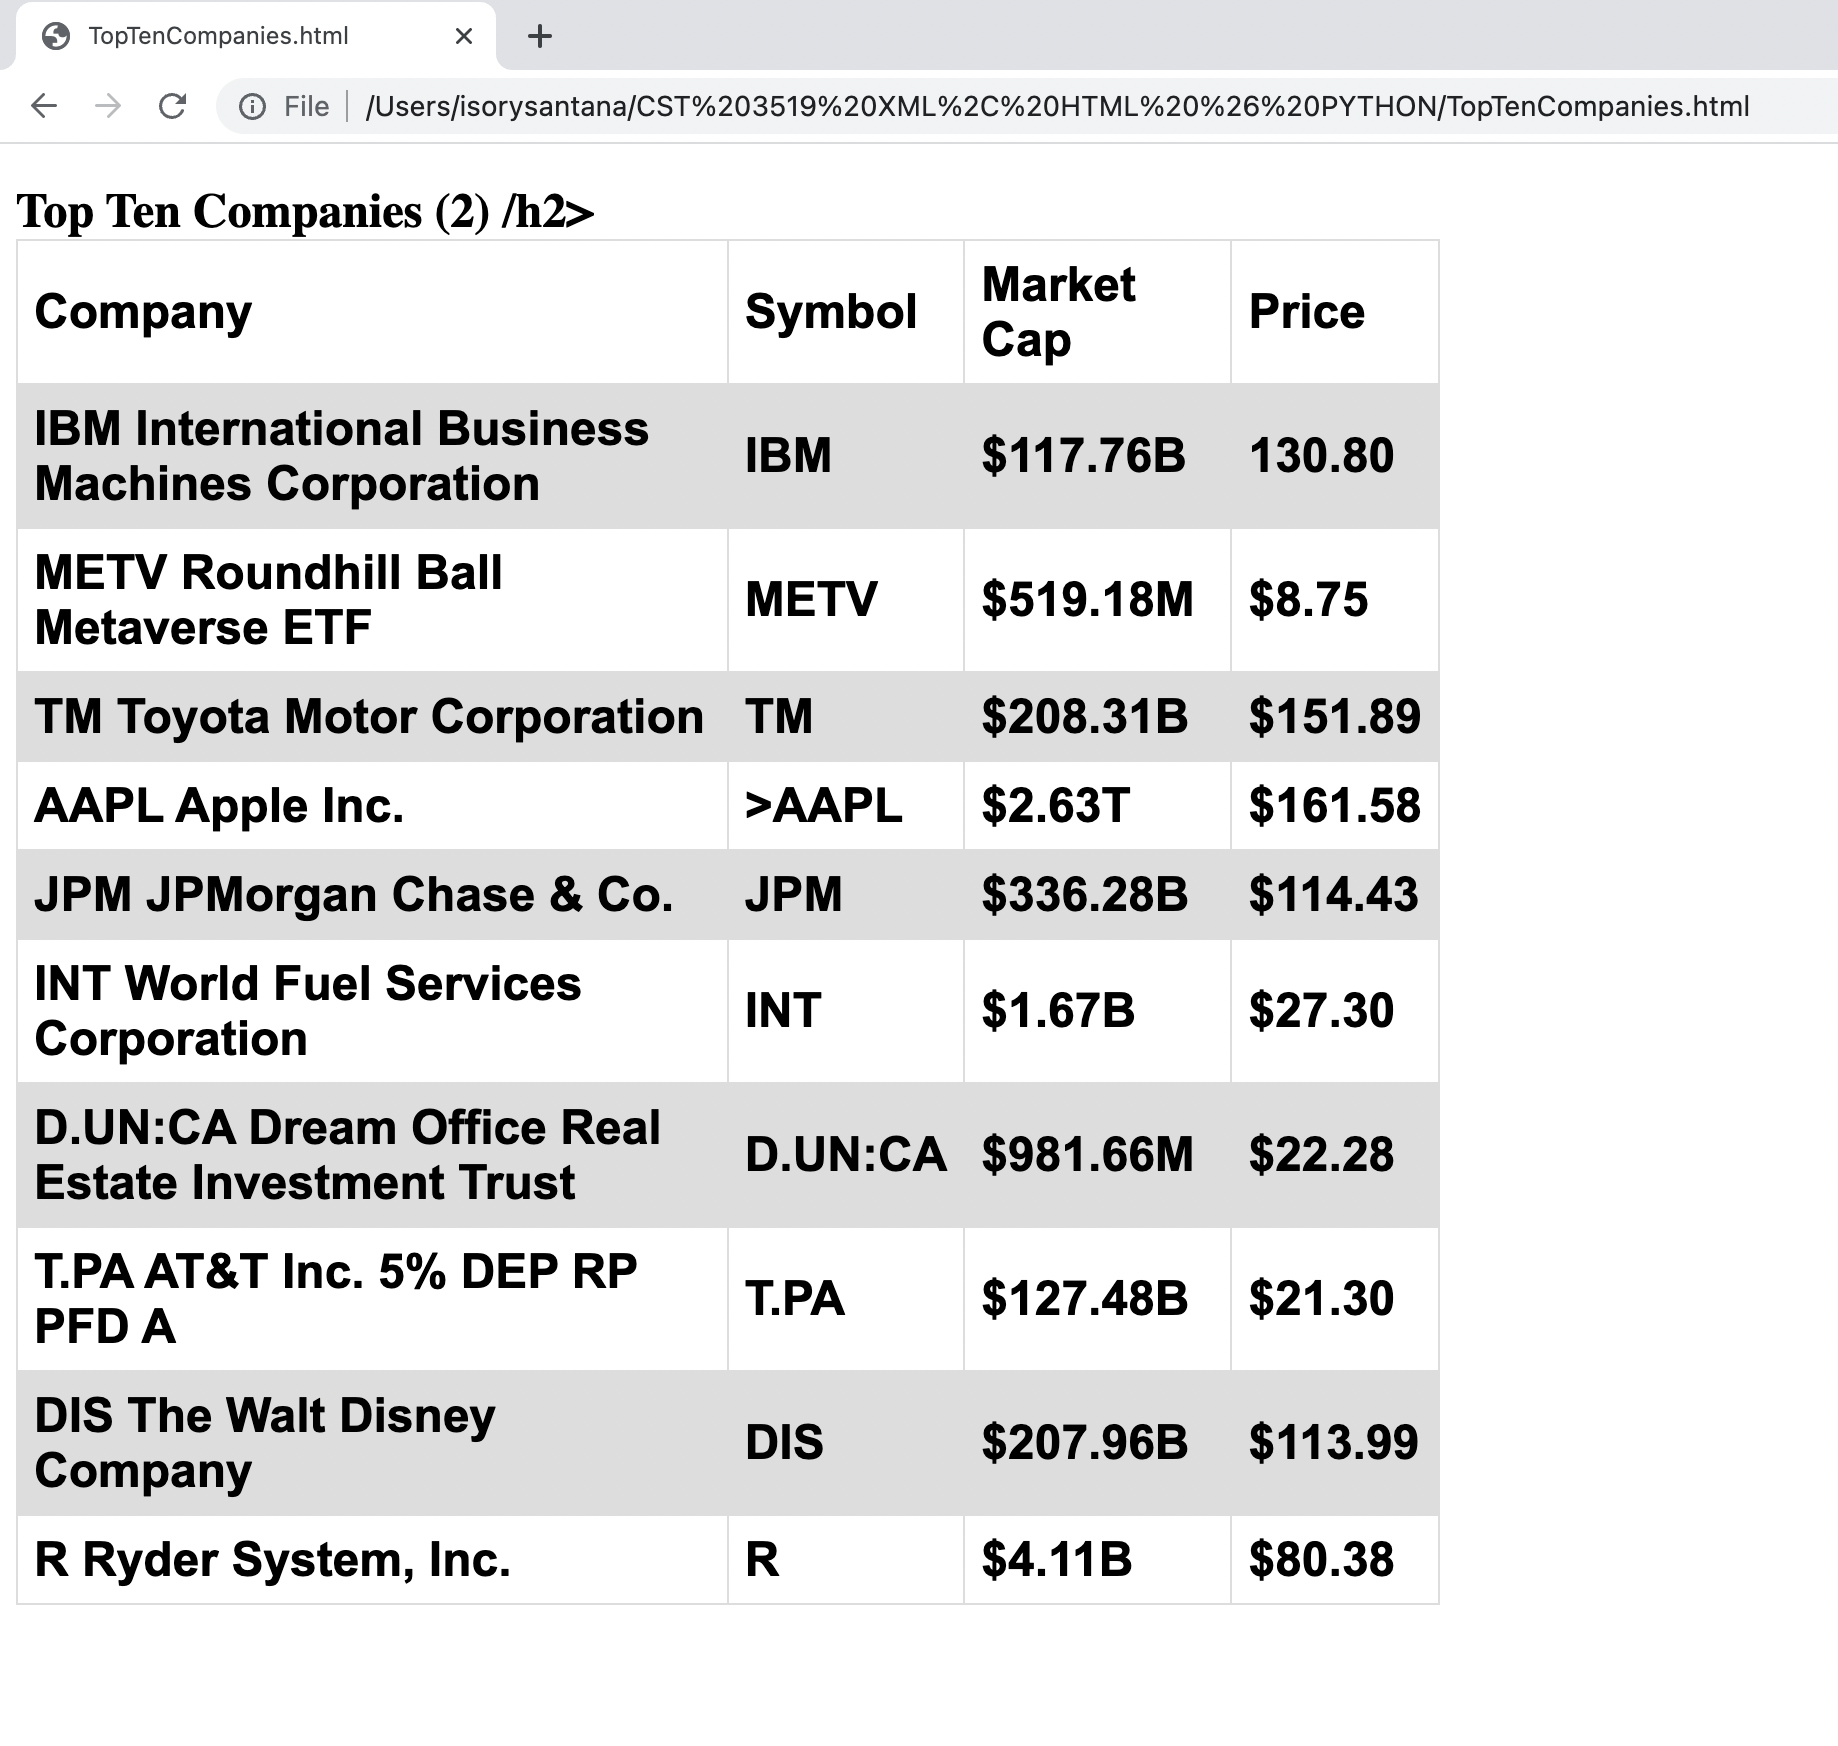 TopTenCompanies.html
File /Users/isorysantana/CST%203519%20XML%2C%20HTML%20%26%20PYTHON/TopTenCompanies.html
Top Ten Companies (2) /h2>
Company Symbol Market Cap Price
IBM International Business Machines Corporation IBM $117.76B 130.80
METV Roundhill Ball Metaverse ETF METV $519.18M $8.75
TM Toyota Motor Corporation TM $208.31B $151.89
AAPL Apple Inc. >AAPL $2.63T $161.58
JPM JPMorgan Chase & Co. JPM $336.28B $114.43
INT World Fuel Services Corporation INT $1.67B $27.30
D.UN:CA Dream Office Real Estate Investment Trust D.UN:CA $981.66M $22.28
T.PA AT&T Inc. 5% DEP RP PFD A T.PA $127.48B $21.30
DIS The Walt Disney Company DIS $207.96B $113.99
R Ryder System, Inc. R $4.11B $80.38